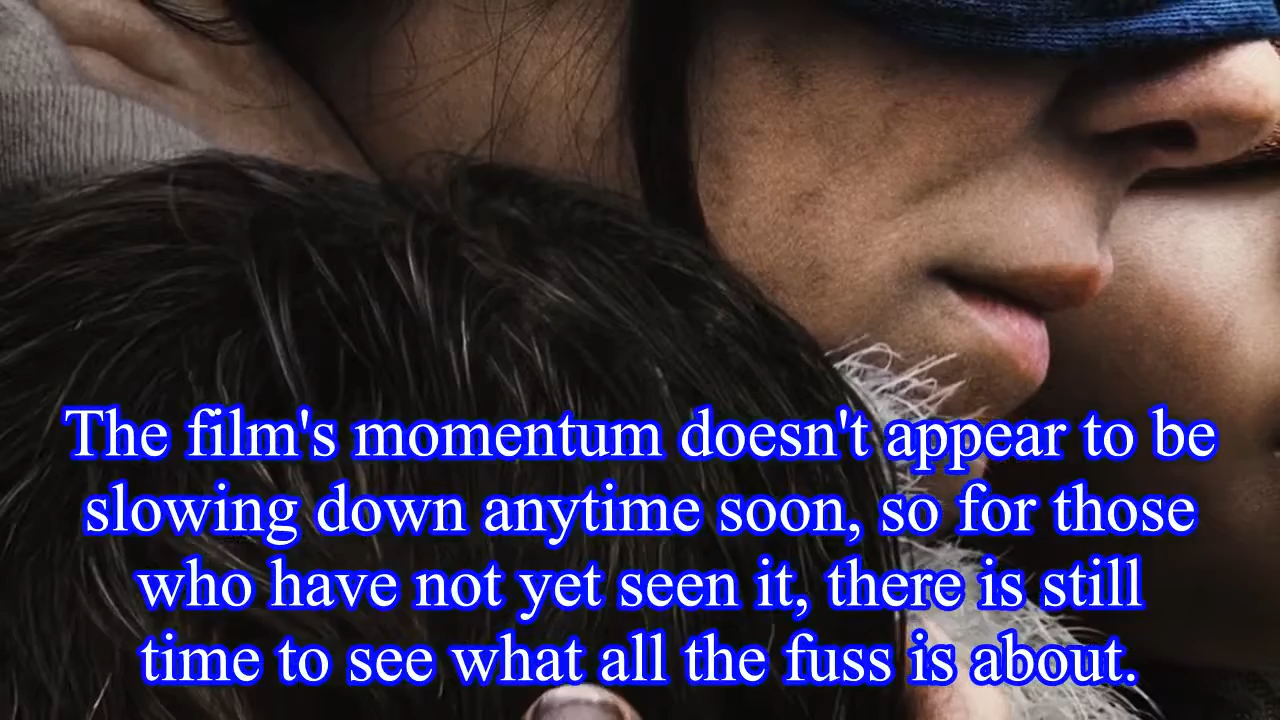 The film's momentum doesn't appear to be
slowing down anytime soon, so for those
who have not yet seen it, there is still
time to see what all the fuss is about.